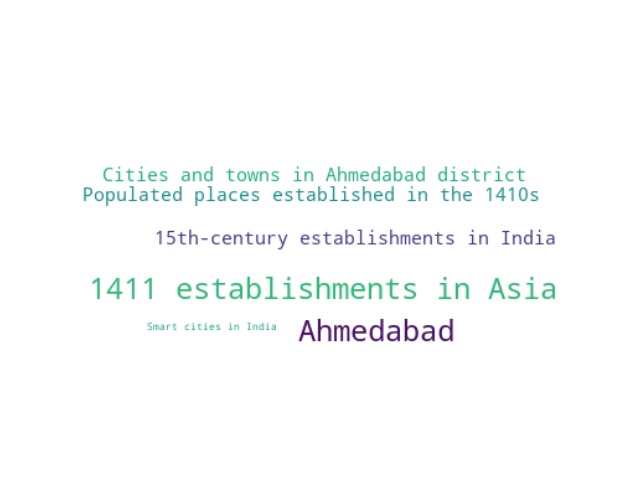 Cities and towns in Ahmedabad district
Populated places established in the 1410s
15th-century establishments in India
1411 establishments in Asia
Smart cities in India
Ahmedabad